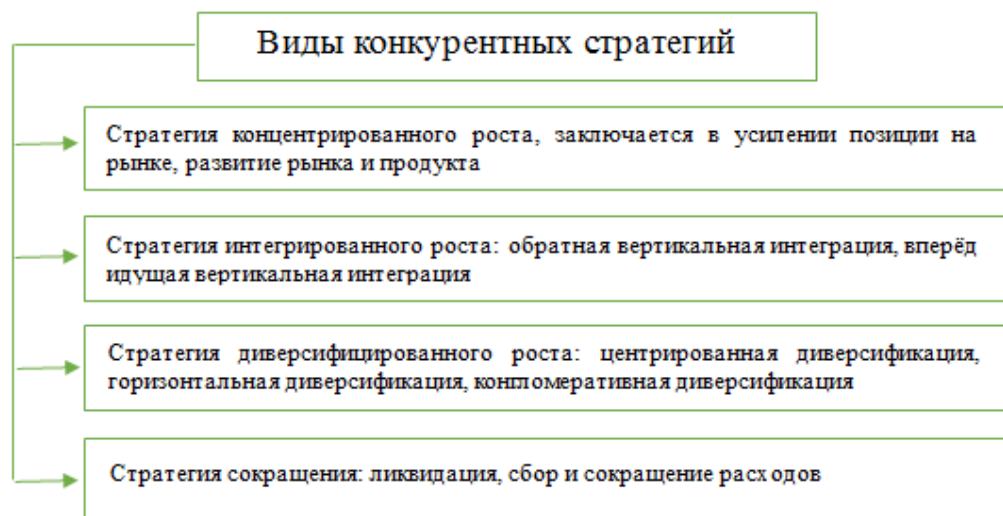 Виды конкурентных стратегий
Стратегия концентрированного роста, заключается в усилении позиции на
рынке, развитие рынка и продукта
Стратегия интегрированного роста: обратная вертикальная интеграция, вперёд
идущая вертикальная интеграция
Стратегия диверсифицированного роста: центрированная диверсификация,
горизонтальная диверсификация, конгломеративная диверсификация
Стратегия сокращения: ликвидация, сбор и сокращение расходов